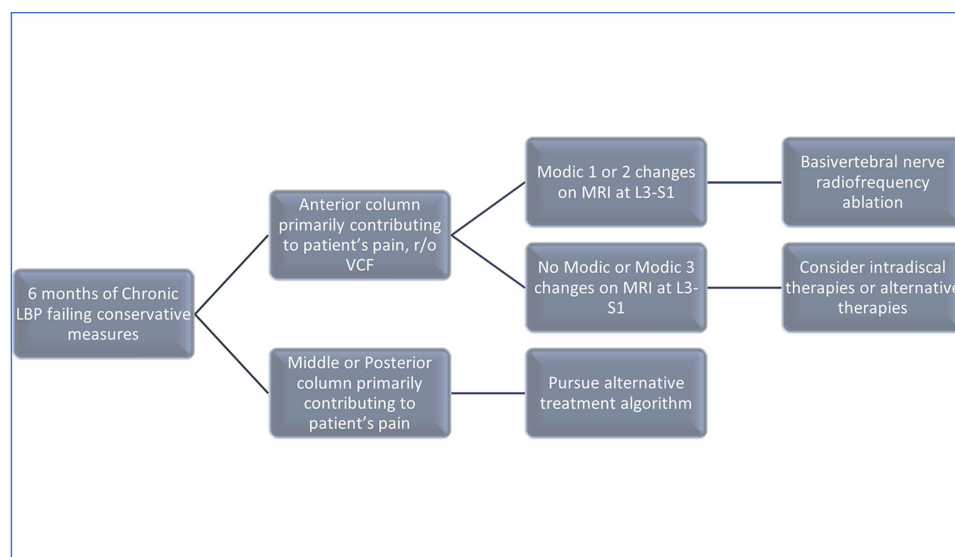 6 months of Chronic
LBP failing conservative
measures
Anterior column
primarily contributing
to patient's pain, r/o
VCF
Middle or Posterior
column primarily
contributing to
patient's pain
Modic 1 or 2 changes
on MRI at L3-S1
No Modic or Modic 3
changes on MRI at L3-
S1
Pursue alternative
treatment algorithm
Basivertebral nerve
radiofrequency
ablation
Consider intradiscal
therapies or alternative
therapies